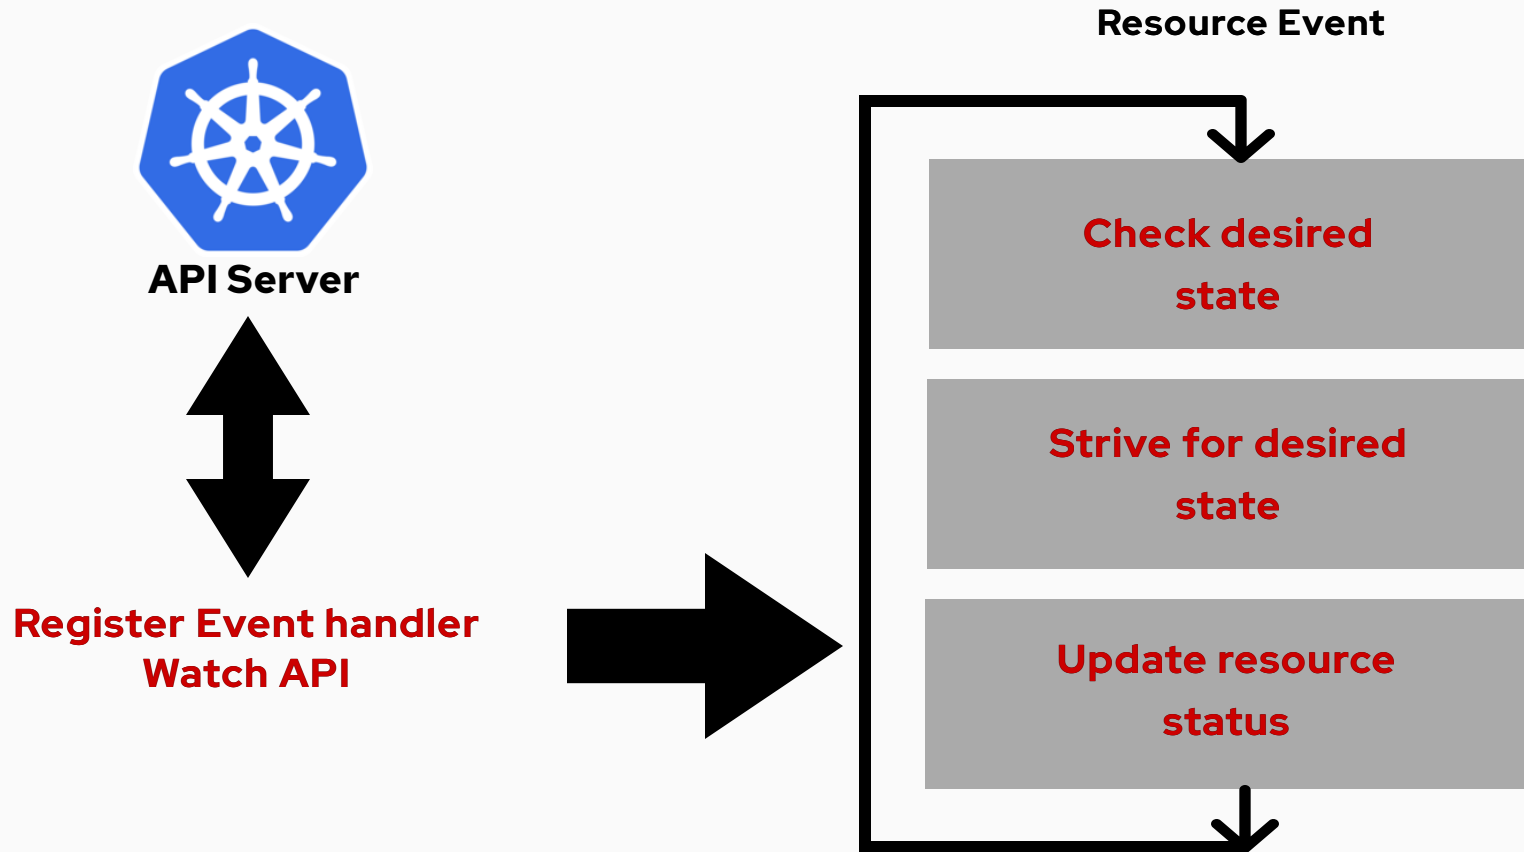 Resource Event
API Server
Check desired
state
Strive for desired
state
Register Event handler
Watch API
Update resource
status